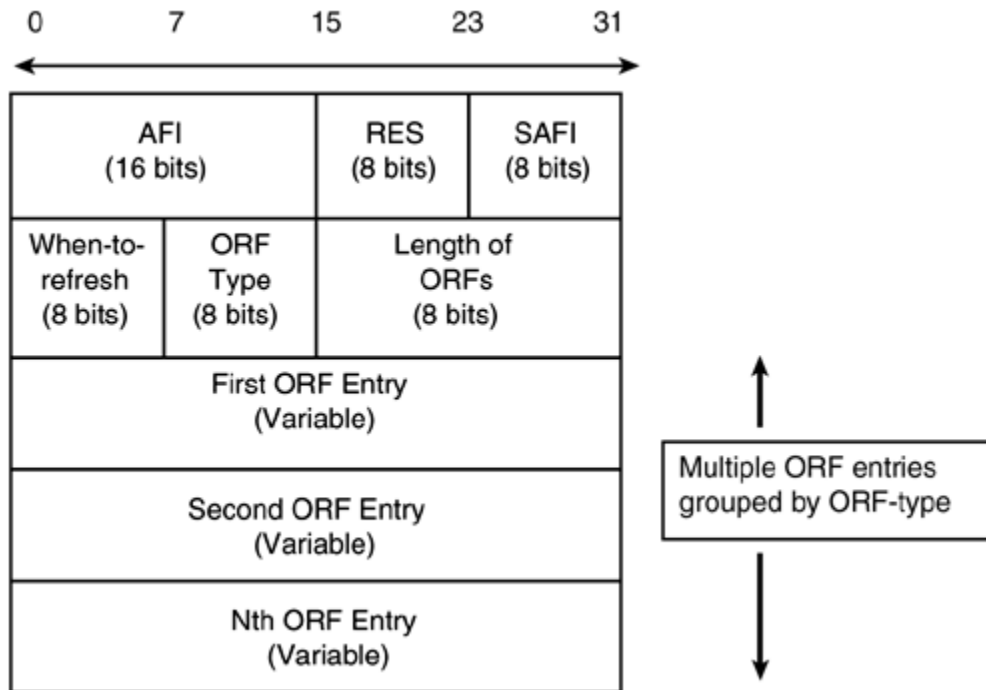 0 7 15 23 31
AFI
(16 bits)
RES
(8 bits)
SAFI
(8 bits)
When-to-
refresh
(8 bits)
ORF
Type
(8 bits)
Length of
ORFs
(8 bits)
First ORF Entry
(Variable)
Second ORF Entry
(Variable)
Nth ORF Entry
(Variable)
Multiple ORF entries
grouped by ORF-type